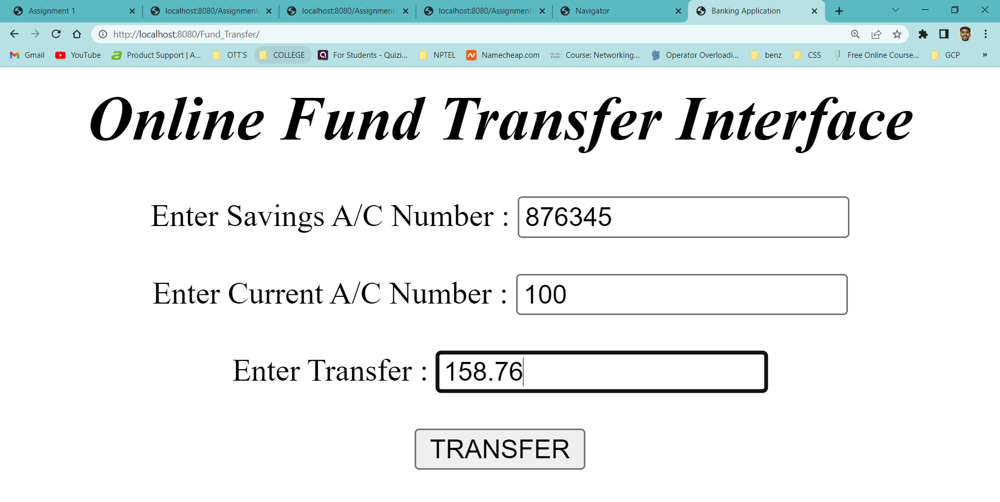 Assignment 1 localhost:8080/Assignment localhost:8080/Assignment localhost:8080/Assignment Navigator Banking Application
http://localhost:8080/Fund_Transfer/
Gmail YouTube Product Support | A... OTT'S COLLEGE For Students - Quizi... NPTEL Namecheap.com Course: Networking... Operator Overloadi... benz CSS Free Online Course... GCP »
Online Fund Transfer Interface
Enter Savings A/C Number : 876345
Enter Current A/C Number : 100
Enter Transfer : 158.76
TRANSFER